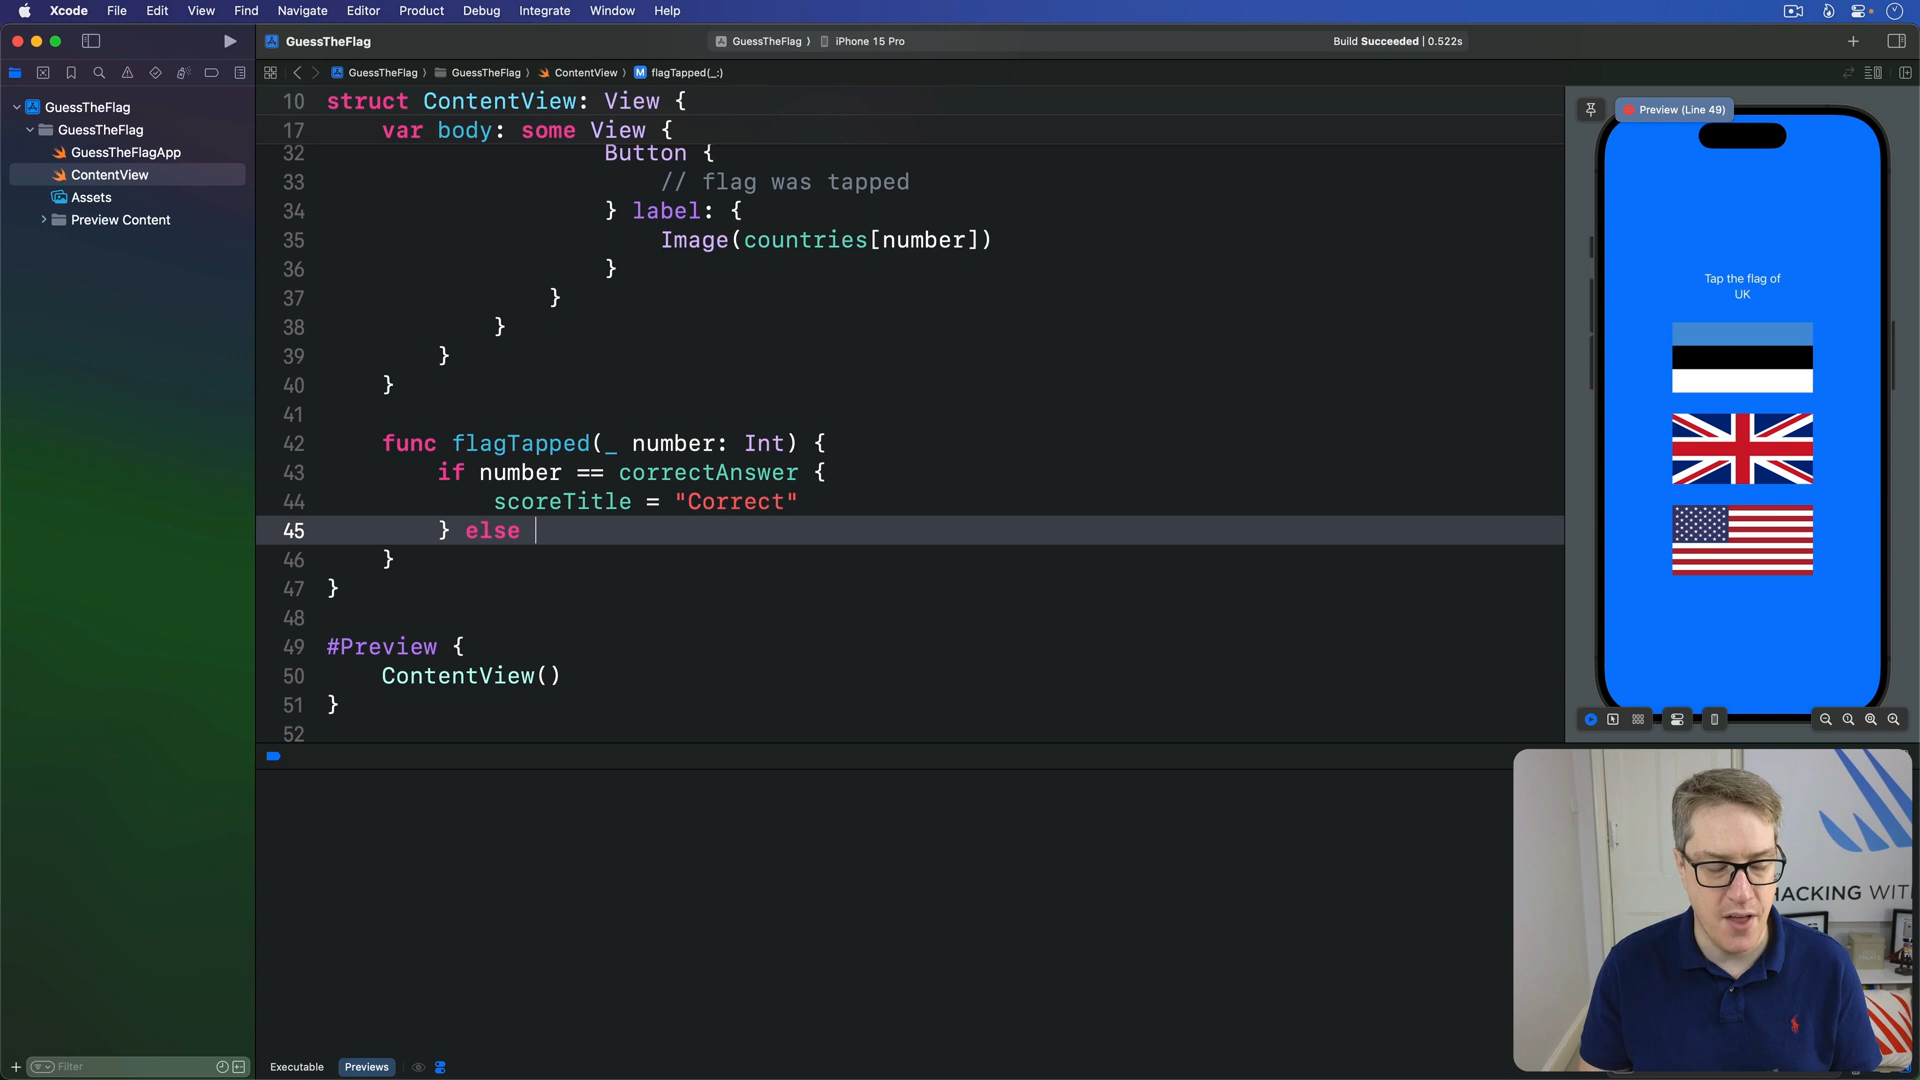 Xcode File Edit View Find Navigate Editor Product Debug Integrate Window Help
GuessTheFlag
GuessTheFlag 〉 iPhone 15 Pro
Build Succeeded | 0.522s
GuessTheFlag 〉 GuessTheFlag 〉 ContentView 〉 M flagTapped(_:)
GuessTheFlag
GuessTheFlag
GuessTheFlagApp
ContentView
Assets
Preview Content
Filter
10 struct ContentView: View {
17 var body: some View {
32 Button {
33 // flag was tapped
34 } label: {
35 Image(countries[number])
36 }
37 }
38 }
39 }
40 }
41
42 func flagTapped(_ number: Int) {
43 if number == correctAnswer {
44 scoreTitle = "Correct"
45 } else
46 }
47 }
48
49 #Preview {
50 ContentView()
51 }
52
Preview (Line 49)
Tap the flag of
UK
HACKING WIT
Executable Previews